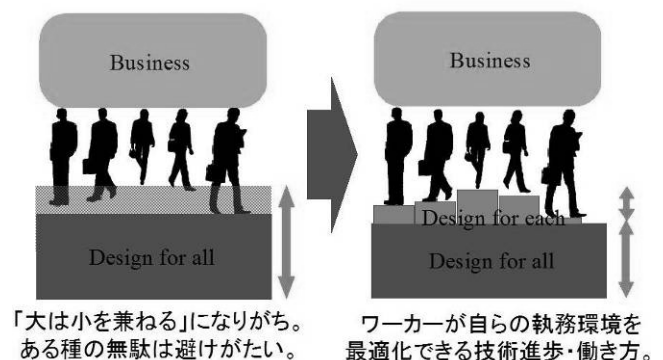 Business
Design for all
「大は小を兼ねる」になりがち。
ある種の無駄は避けがたい。
Business
Design for each
Design for all
ワーカーが自らの執務環境を
最適化できる技術進歩・働き方。